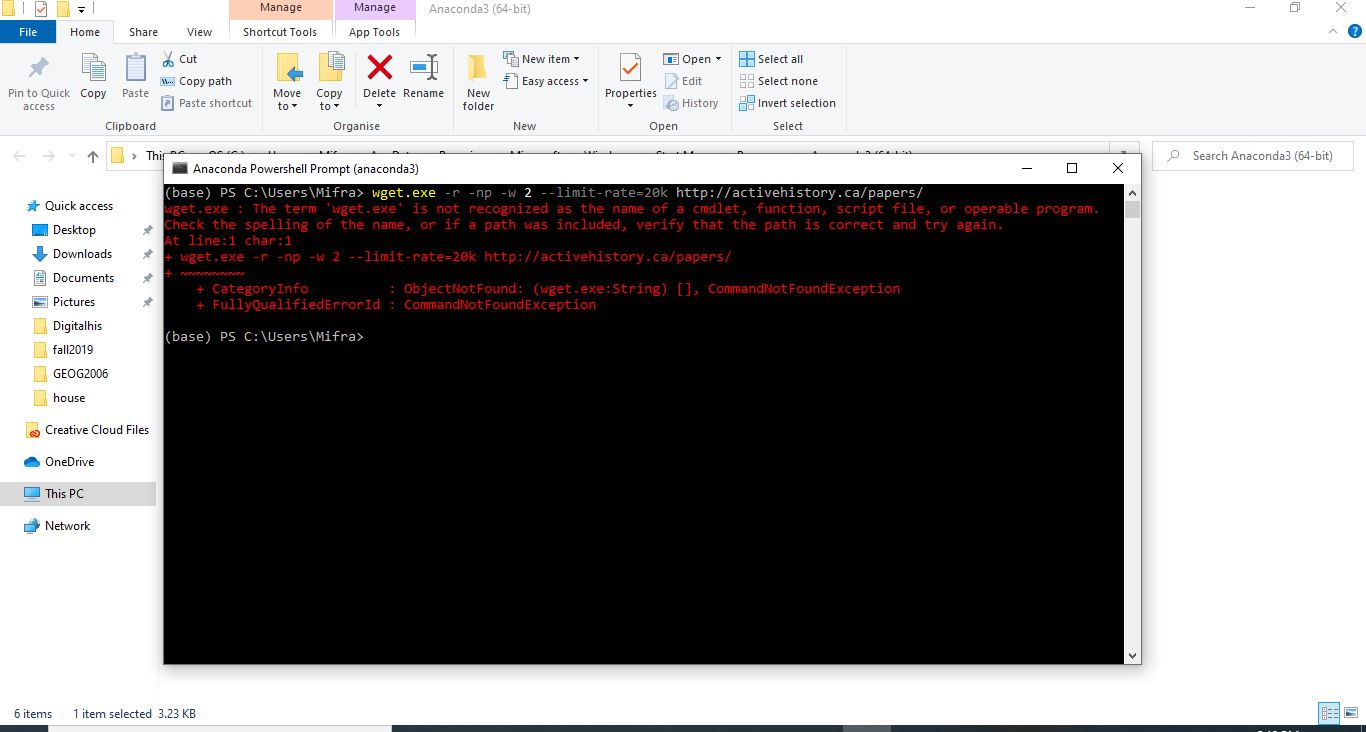 Manage
Manage
Anaconda3 (64-bit)
File
Home
Share
View
Shortcut Tools
App Tools
Pin to Quick access
Copy
Paste
Cut
Copy path
Paste shortcut
Clipboard
Move to
Copy to
Delete
Rename
Organise
New folder
New item
Easy access
New
Properties
Open
Edit
History
Open
Select all
Select none
Invert selection
Select
Search Anaconda3 (64-bit)
Anaconda Powershell Prompt (anaconda3)
(base) PS C:\Users\Mifra> wget.exe -r -np -w 2 --limit-rate=20k http://activehistory.ca/papers/
wget.exe : The term 'wget.exe' is not recognized as the name of a cmdlet, function, script file, or operable program.
Check the spelling of the name, or if a path was included, verify that the path is correct and try again.
At line:1 char:1
+ wget.exe -r -np -w 2 --limit-rate=20k http://activehistory.ca/papers/
+ ~~~~~~~~
+ CategoryInfo : ObjectNotFound: (wget.exe:String) [], CommandNotFoundException
+ FullyQualifiedErrorId : CommandNotFoundException
(base) PS C:\Users\Mifra>
Quick access
Desktop
Downloads
Documents
Pictures
Digitalhis
fall2019
GEOG2006
house
Creative Cloud Files
OneDrive
This PC
Network
6 items 1 item selected 3.23 KB